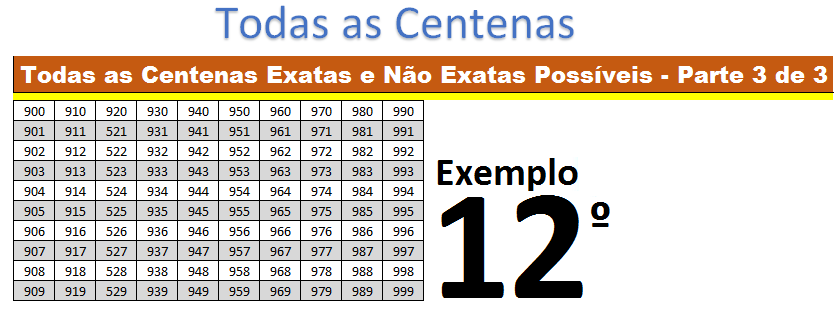 Todas as Centenas
Todas as Centenas Exatas e Não Exatas Possíveis - Parte 3 de 3
900 910 920 930 940 950 960 970 980 990
901 911 521 931 941 951 961 971 981 991
902 912 522 932 942 952 962 972 982 992
903 913 523 933 943 953 963 973 983 993
904 914 524 934 944 954 964 974 984 994
905 915 525 935 945 955 965 975 985 995
906 916 526 936 946 956 966 976 986 996
907 917 527 937 947 957 967 977 987 997
908 918 528 938 948 958 968 978 988 998
909 919 529 939 949 959 969 979 989 999
Exemplo
12º